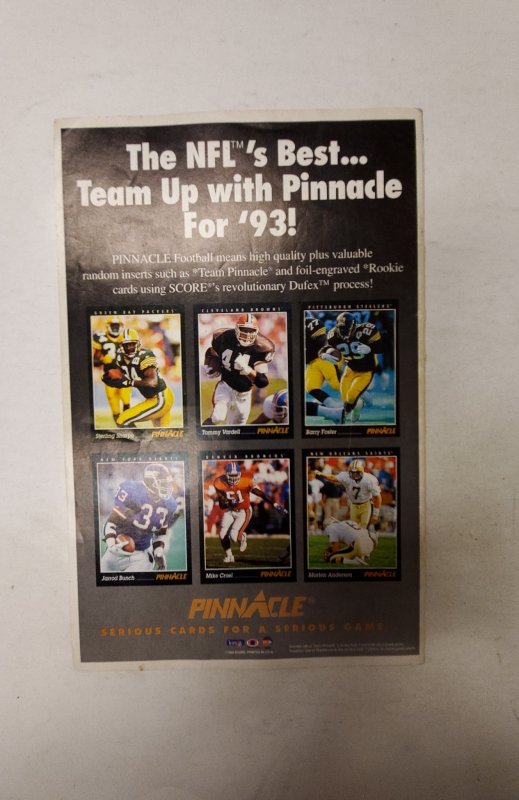 The NFL™'s Best...
Team Up with Pinnacle
For '93!
PINNACLE Football means high quality plus valuable
random inserts such as *Team Pinnacle® and foil-engraved *Rookie
cards using SCORE®'s revolutionary Dufex™ process!
GREEN BAY PACKERS
CLEVELAND BROWNS
PITTSBURGH STEELERS
Sterling Sharpe PINNACLE
Tommy Vardell PINNACLE
Barry Foster PINNACLE
NEW YORK GIANTS
DENVER BRONCOS
NEW ORLEANS SAINTS
Jarrod Bunch PINNACLE
Mike Croel PINNACLE
Morten Andersen PINNACLE
PINNACLE®
SERIOUS CARDS FOR A SERIOUS GAME
PRINTED IN U.S.A.